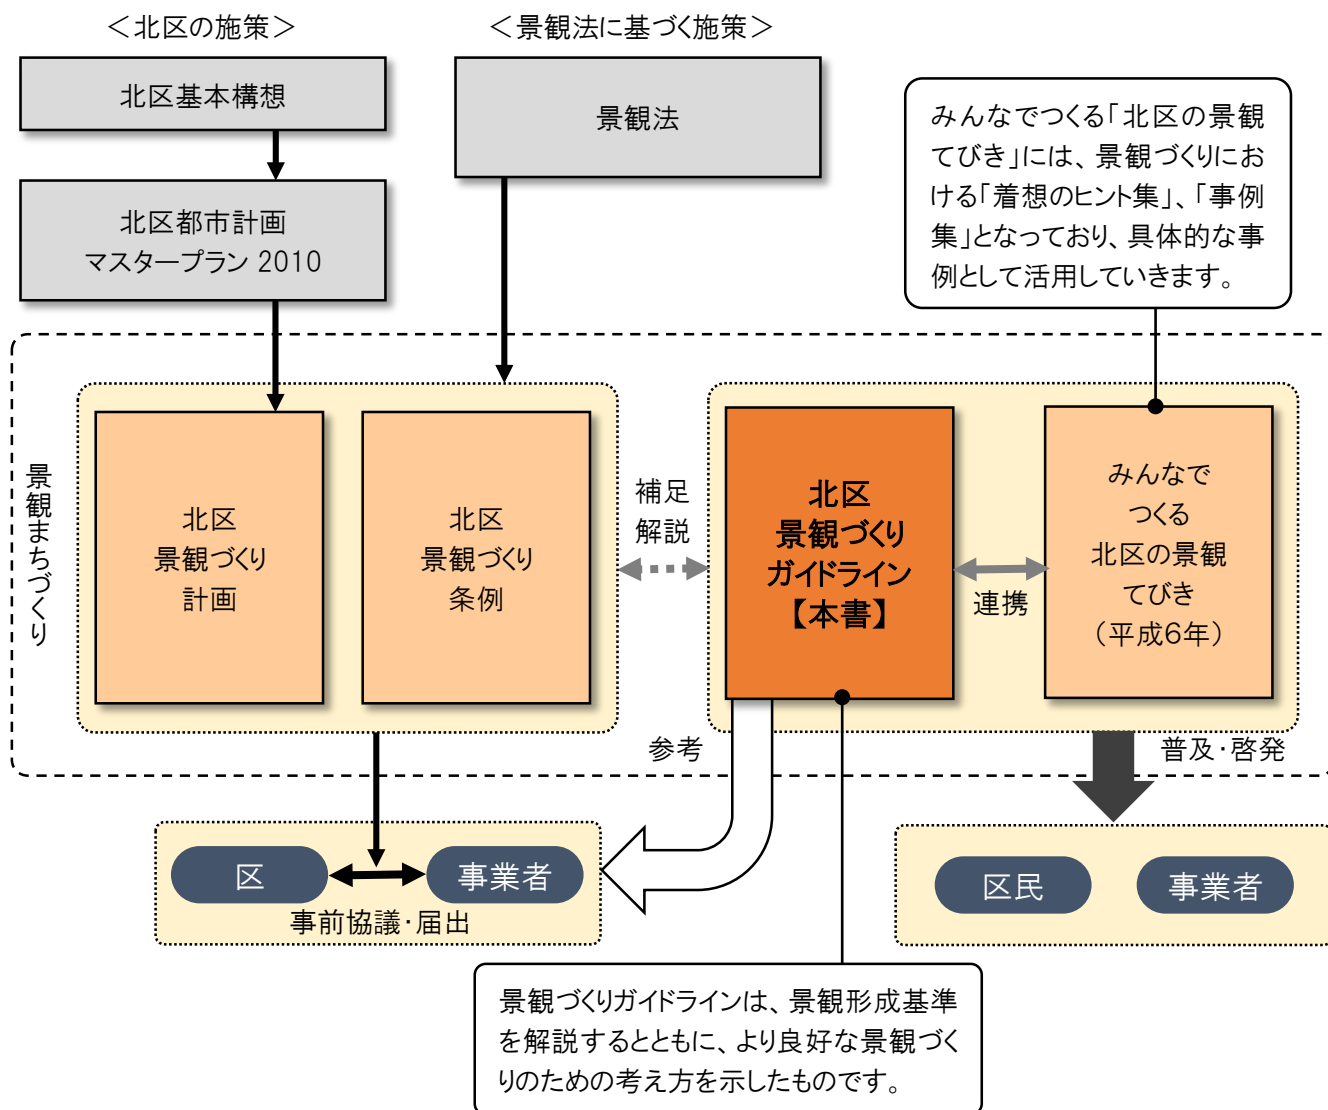 ＜北区の施策＞
＜景観法に基づく施策＞
北区基本構想
景観法
北区都市計画
マスタープラン 2010
みんなでつくる「北区の景観
てびき」には、景観づくりにお
ける「着想のヒント集」、「事例
集」となっており、具体的な事
例として活用していきます。
景観まちづくり
北区
景観づくり
計画
北区
景観づくり
条例
補足
解説
北区
景観づくり
ガイドライン
【本書】
連携
みんなで
つくる
北区の景観
てびき
（平成6年）
参考
普及・啓発
区
事業者
事前協議・届出
区民
事業者
景観づくりガイドラインは、景観形成基準
を解説するとともに、より良好な景観づく
りのための考え方を示したものです。